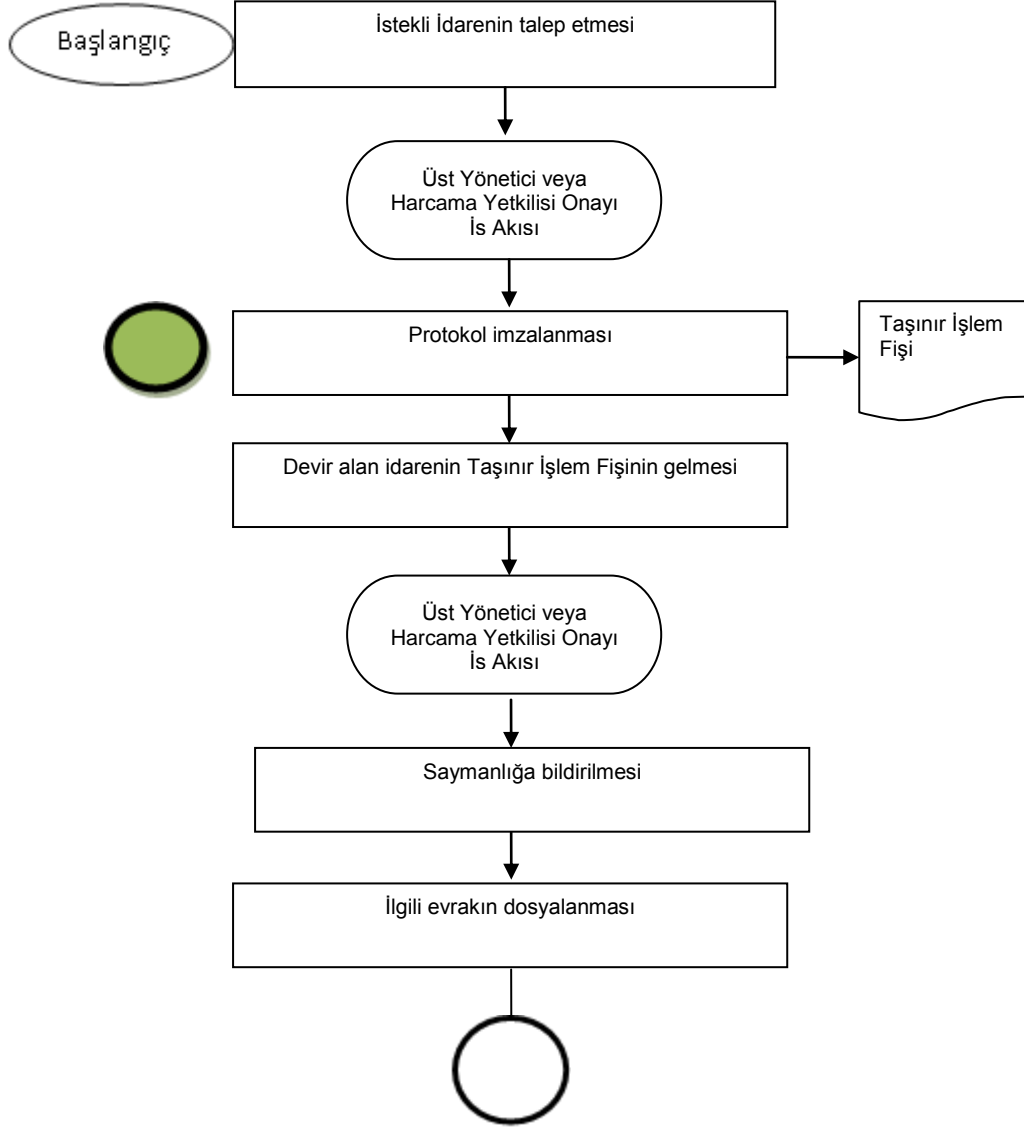 Başlangıç
İstekli İdarenin talep etmesi
Üst Yönetici veya
Harcama Yetkilisi Onayı
İs Akısı
Protokol imzalanması
Taşınır İşlem
Fişi
Devir alan idarenin Taşınır İşlem Fişinin gelmesi
Üst Yönetici veya
Harcama Yetkilisi Onayı
İs Akısı
Saymanlığa bildirilmesi
İlgili evrakın dosyalanması